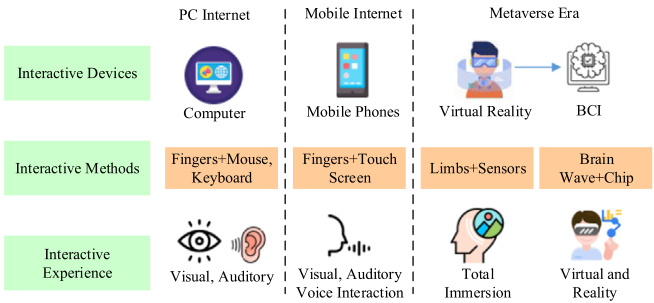 PC Internet
Mobile Internet
Metaverse Era
Interactive Devices
Computer
Mobile Phones
Virtual Reality
BCI
Interactive Methods
Fingers+Mouse,
Keyboard
Fingers+Touch
Screen
Limbs+Sensors
Brain
Wave+Chip
Interactive
Experience
Visual, Auditory
Visual, Auditory
Voice Interaction
Total
Immersion
Virtual and
Reality